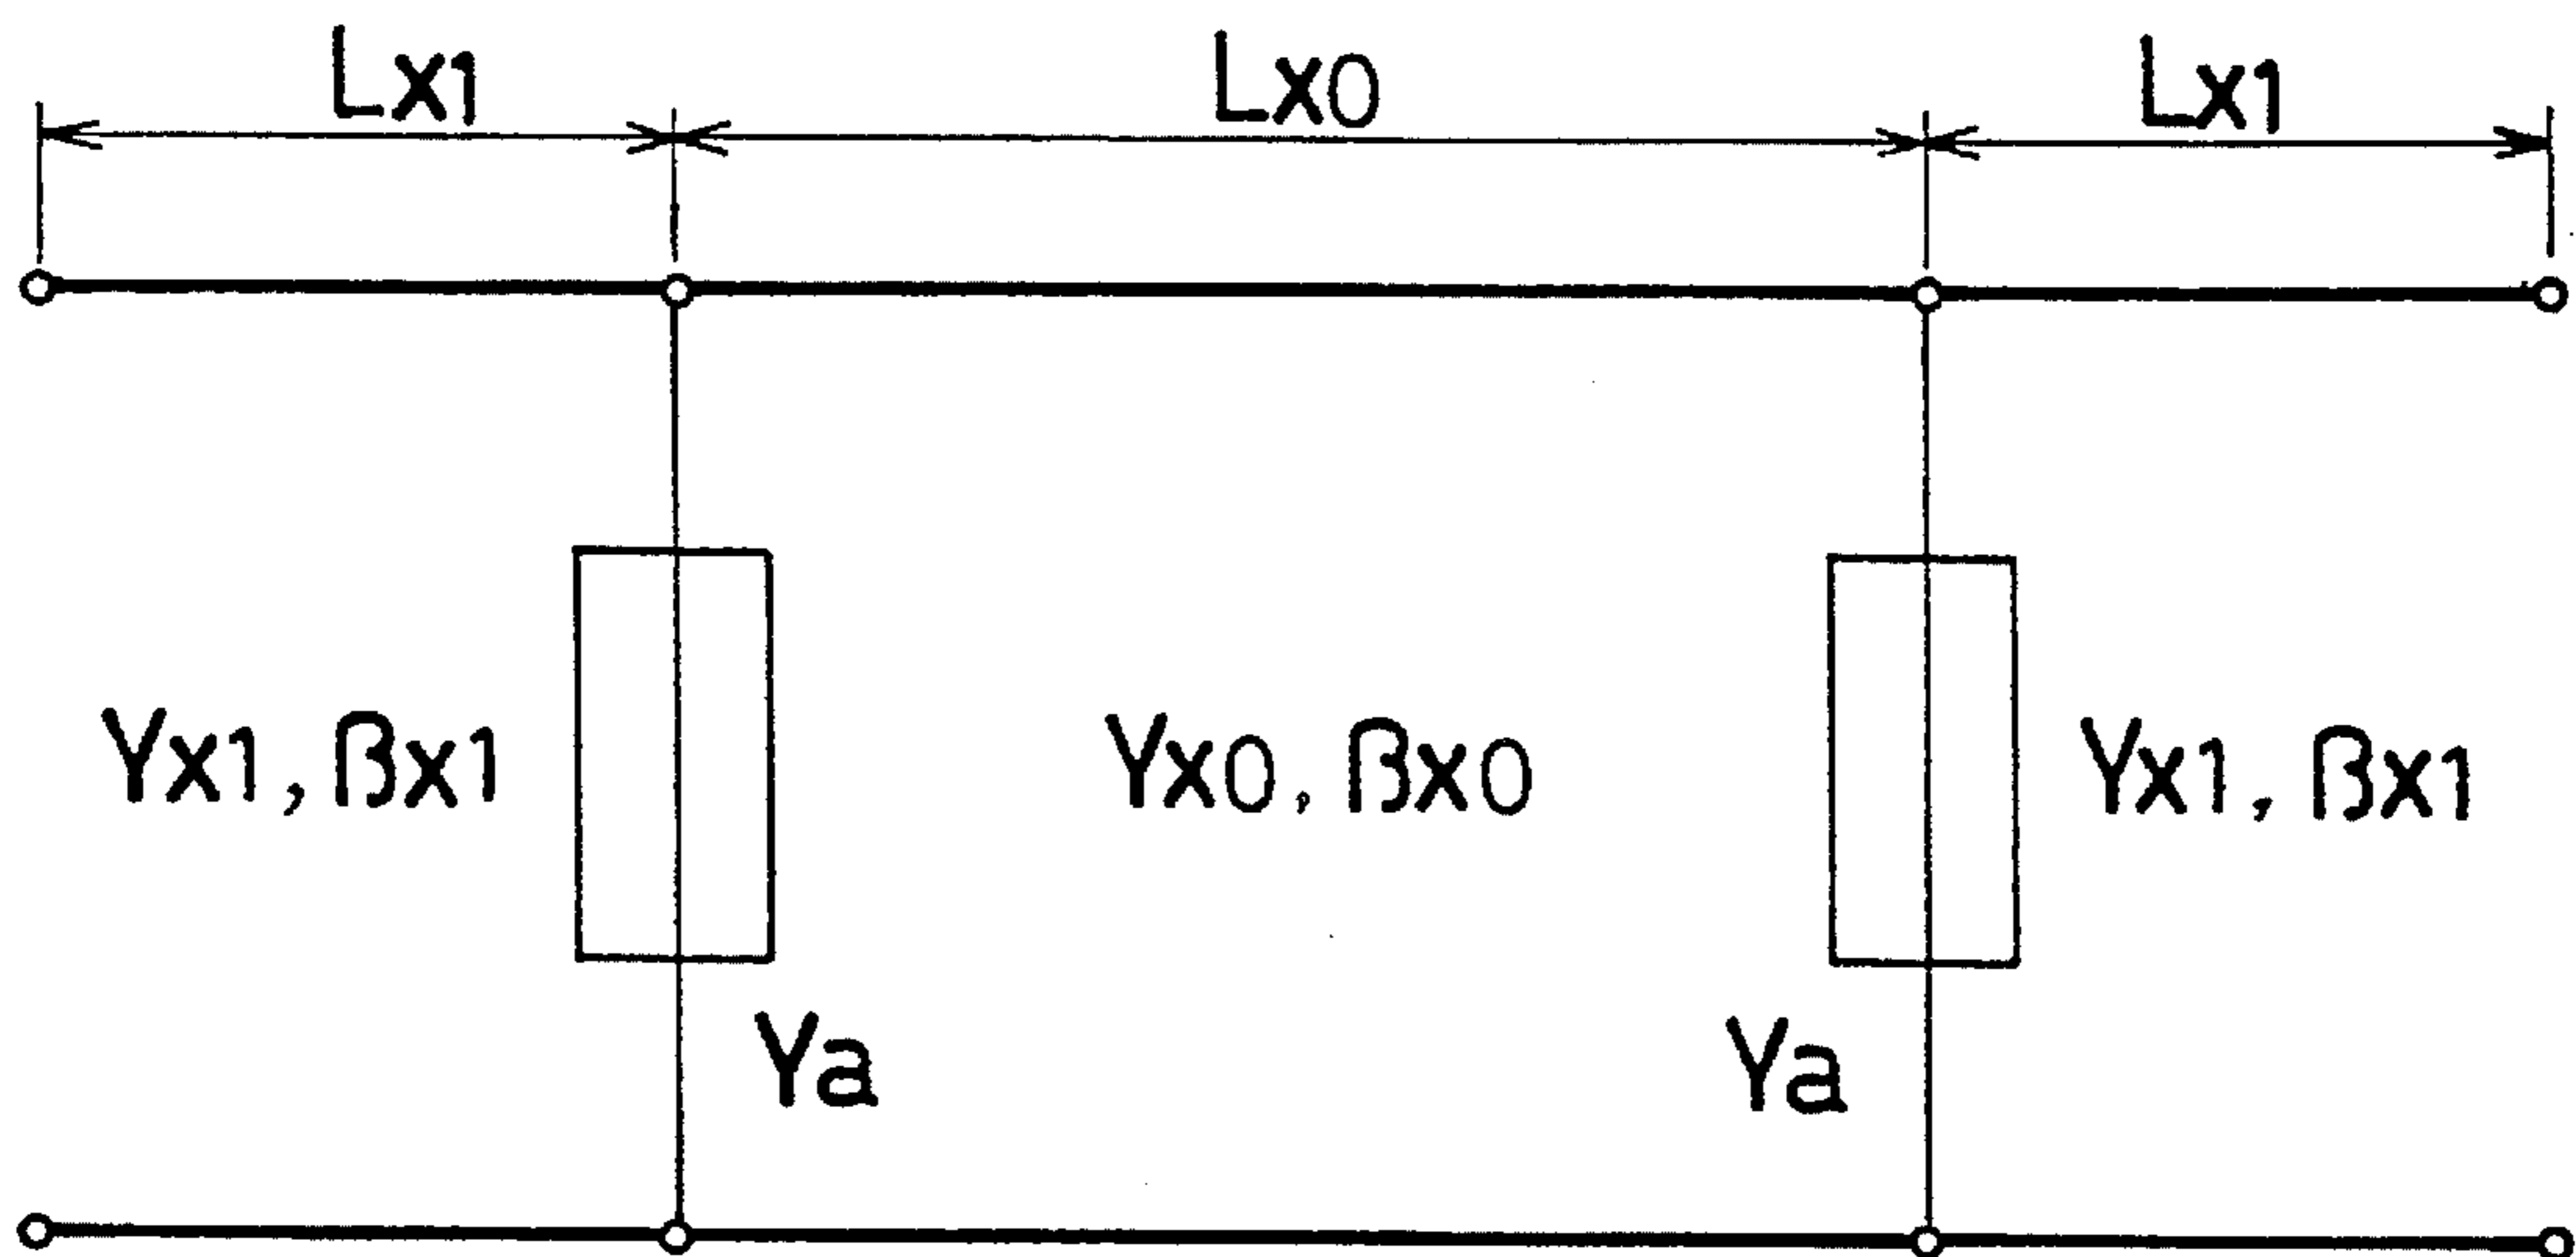 Lx1 Lx0 Lx1
Yx1, βx1 Yx0, βx0 Yx1, βx1
Ya Ya